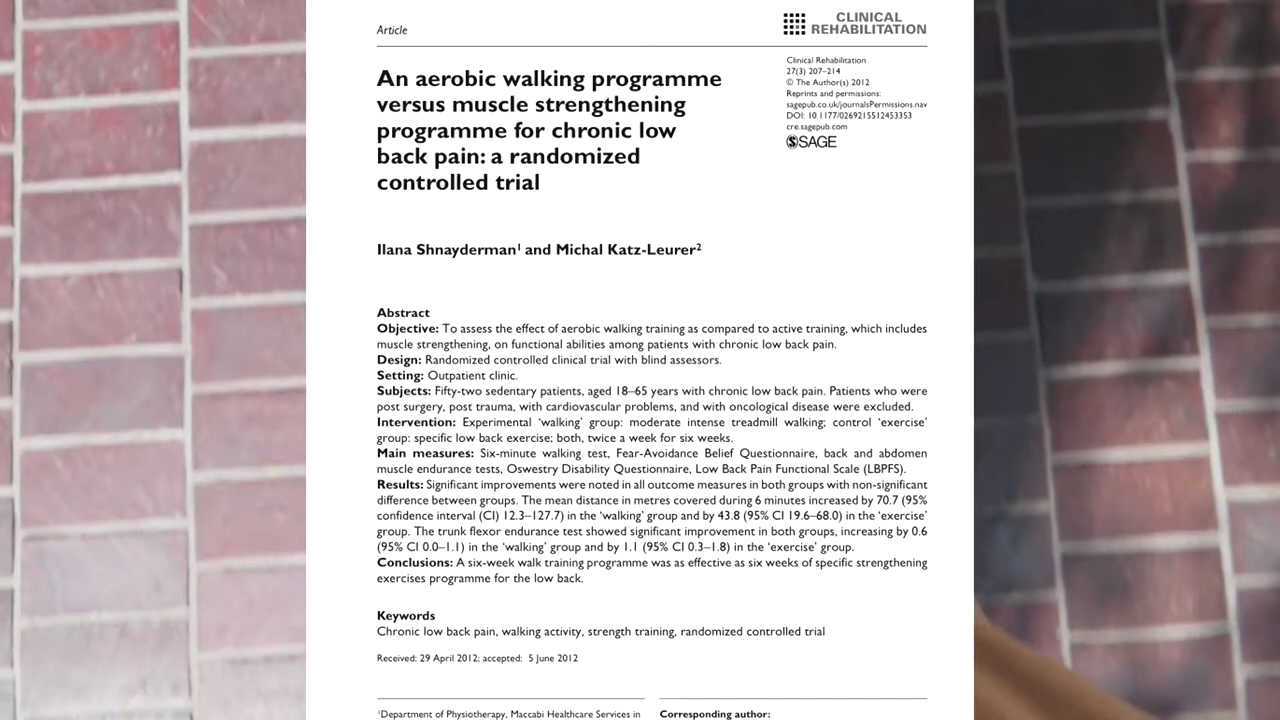 Article
CLINICAL
REHABILITATION
An aerobic walking programme
versus muscle strengthening
programme for chronic low
back pain: a randomized
controlled trial
Clinical Rehabilitation
27(3) 207–214
© The Author(s) 2012
Reprints and permissions:
sagepub.co.uk/journalsPermissions.nav
DOI: 10.1177/0269215512453353
cre.sagepub.com
SAGE
Ilana Shnayderman¹ and Michal Katz-Leurer²
Abstract
Objective: To assess the effect of aerobic walking training as compared to active training, which includes
muscle strengthening, on functional abilities among patients with chronic low back pain.
Design: Randomized controlled clinical trial with blind assessors.
Setting: Outpatient clinic.
Subjects: Fifty-two sedentary patients, aged 18–65 years with chronic low back pain. Patients who were
post surgery, post trauma, with cardiovascular problems, and with oncological disease were excluded.
Intervention: Experimental ‘walking’ group: moderate intense treadmill walking; control ‘exercise’
group: specific low back exercise; both, twice a week for six weeks.
Main measures: Six-minute walking test, Fear-Avoidance Belief Questionnaire, back and abdomen
muscle endurance tests, Oswestry Disability Questionnaire, Low Back Pain Functional Scale (LBPFS).
Results: Significant improvements were noted in all outcome measures in both groups with non-significant
difference between groups. The mean distance in metres covered during 6 minutes increased by 70.7 (95%
confidence interval (CI) 12.3–127.7) in the ‘walking’ group and by 43.8 (95% CI 19.6–68.0) in the ‘exercise’
group. The trunk flexor endurance test showed significant improvement in both groups, increasing by 0.6
(95% CI 0.0–1.1) in the ‘walking’ group and by 1.1 (95% CI 0.3–1.8) in the ‘exercise’ group.
Conclusions: A six-week walk training programme was as effective as six weeks of specific strengthening
exercises programme for the low back.
Keywords
Chronic low back pain, walking activity, strength training, randomized controlled trial
Received: 29 April 2012; accepted: 5 June 2012
¹Department of Physiotherapy, Maccabi Healthcare Services in
Corresponding author: